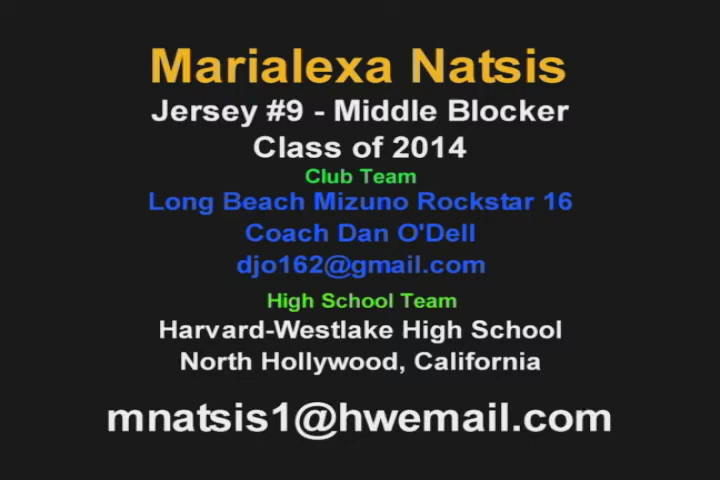 Marialexa Natsis
Jersey #9 - Middle Blocker
Class of 2014
Club Team
Long Beach Mizuno Rockstar 16
Coach Dan O'Dell
djo162@gmail.com
High School Team
Harvard-Westlake High School
North Hollywood, California
mnatsis1@hwemail.com